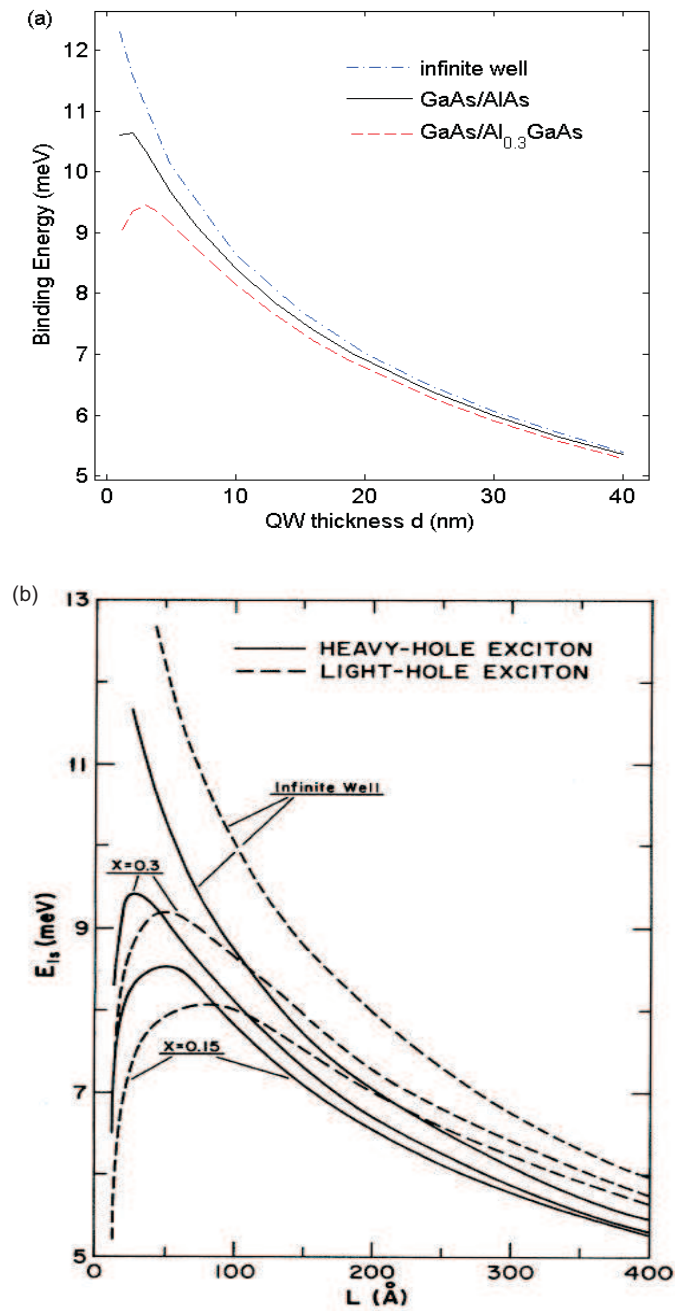 (a)
12
11
10
9
8
7
6
5
Binding Energy (meV)
infinite well
GaAs/AlAs
GaAs/Al0.3GaAs
0
10
20
30
40
QW thickness d (nm)
(b)
13
11
9
7
5
E1s (meV)
HEAVY-HOLE EXCITON
LIGHT-HOLE EXCITON
Infinite Well
X=0.3
X=0.15
0
100
200
300
400
L (Å)